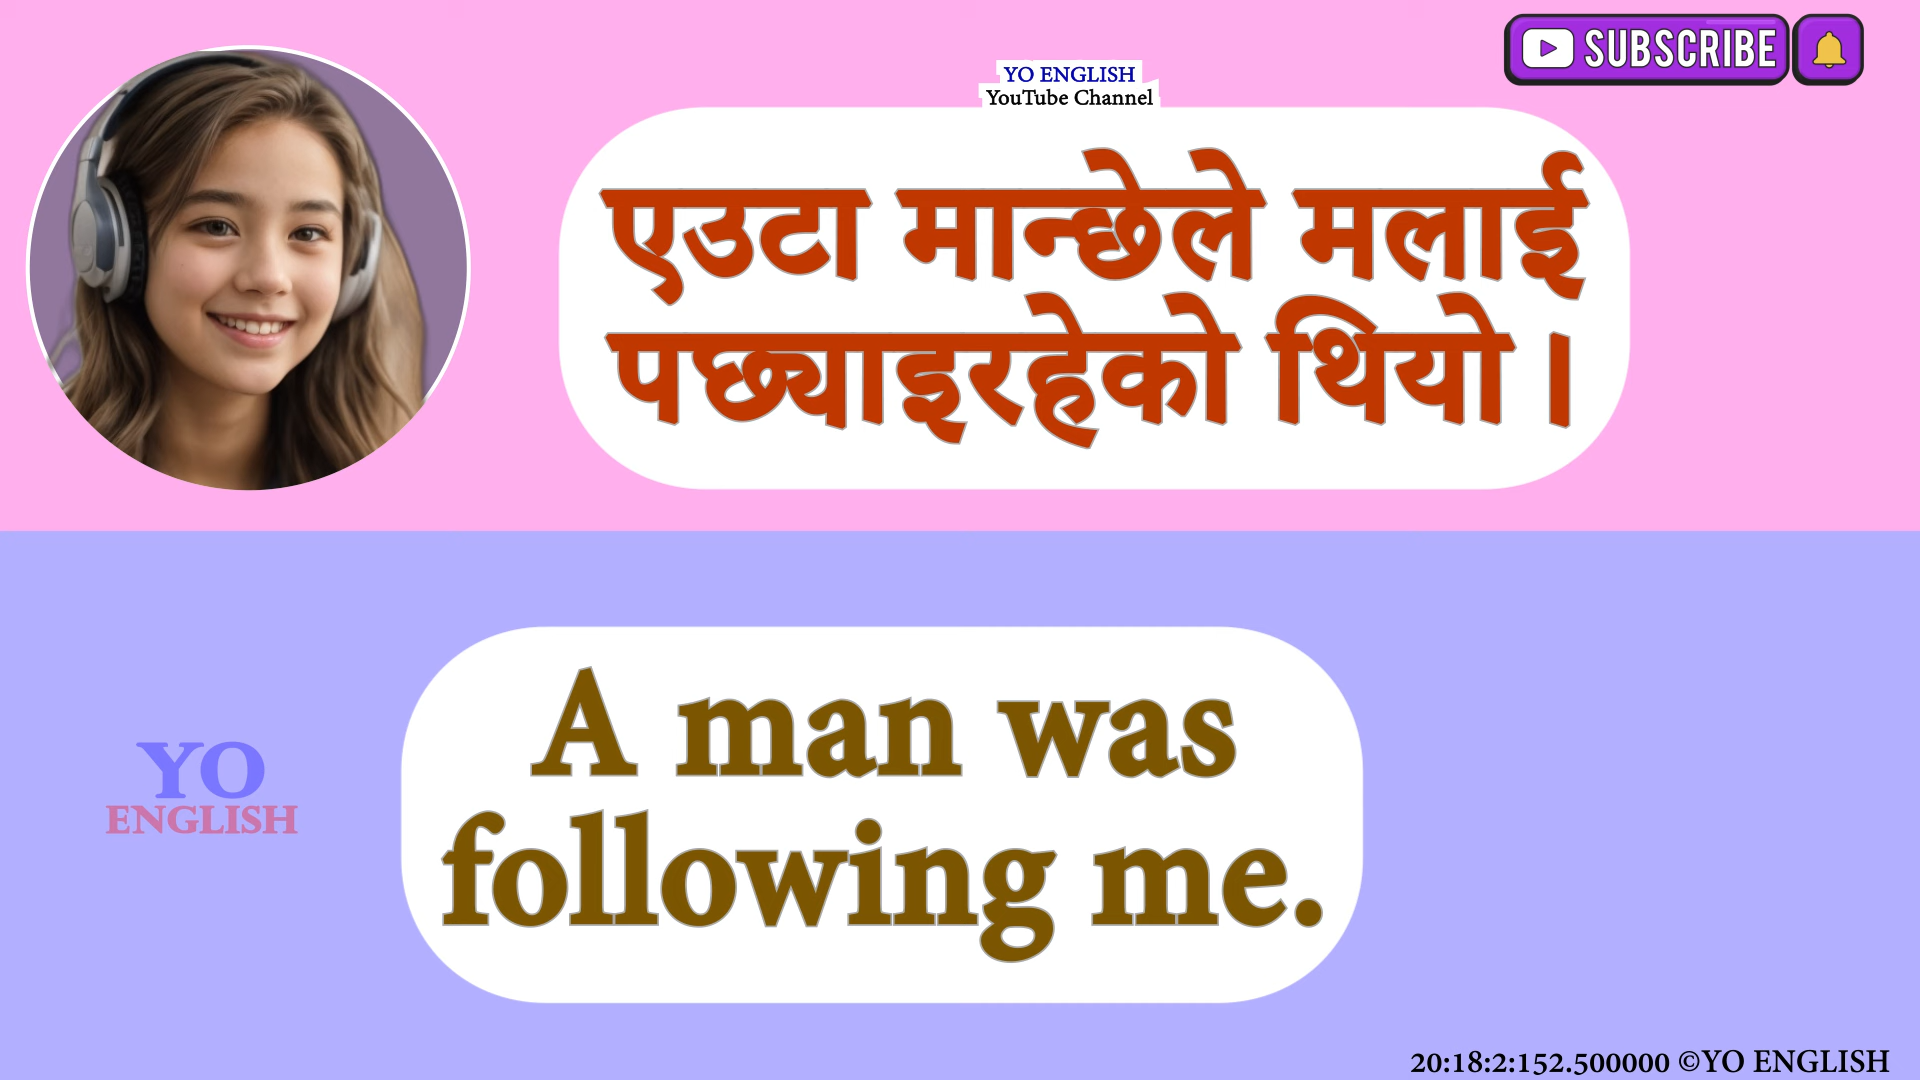 SUBSCRIBE
YO ENGLISH
YouTube Channel
एउटा मान्छेले मलाई
पछ्याइरहेको थियो।
A man was
following me.
YO
ENGLISH
20:18:2:152.500000 ©YO ENGLISH